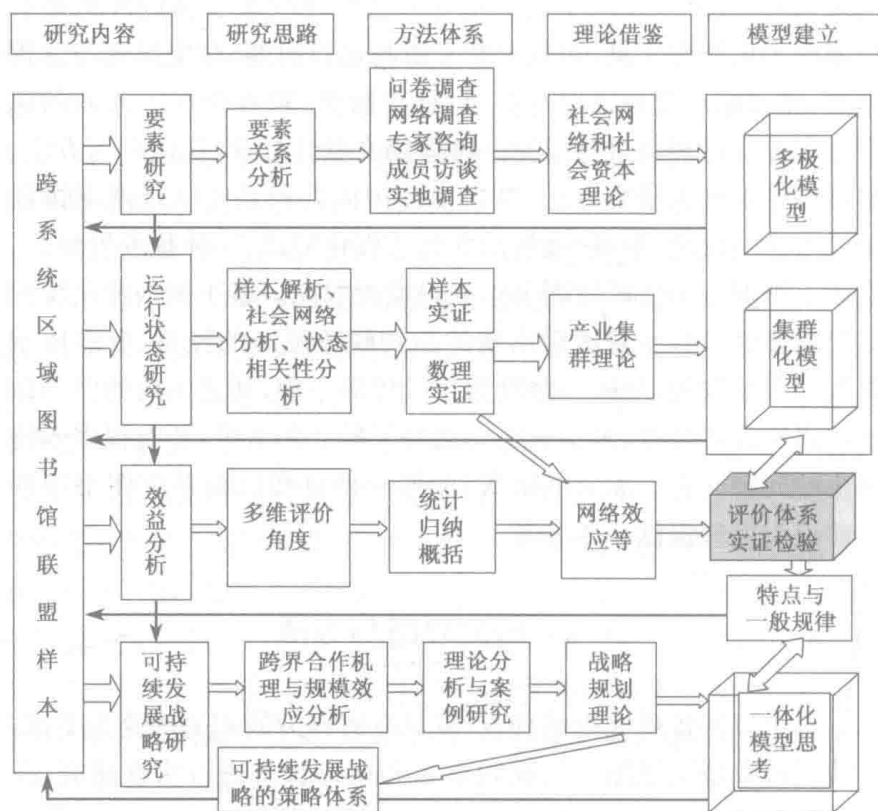 研究内容
研究思路
方法体系
理论借鉴
模型建立
跨系统区域图书馆联盟样本
要素研究
要素
关系
分析
问卷调查
网络调查
专家咨询
成员访谈
实地调查
社会网
络和社
会资本
理论
多极
化模
型
运行状态研究
样本解析、
社会网络
分析、状态
相关性分
析
样本
实证
数理
实证
产业集
群理论
集群
化模
型
效益分析
多维评价
角度
统计
归纳
概括
网络效
应等
评价体系
实证检验
特点与
一般规律
可持
续发
展战
略研
究
跨界合作机
理与规模效
应分析
理论分
析与案
例研究
战略
规划
理论
一体化
模型思
考
可持续发展战
略的策略体系